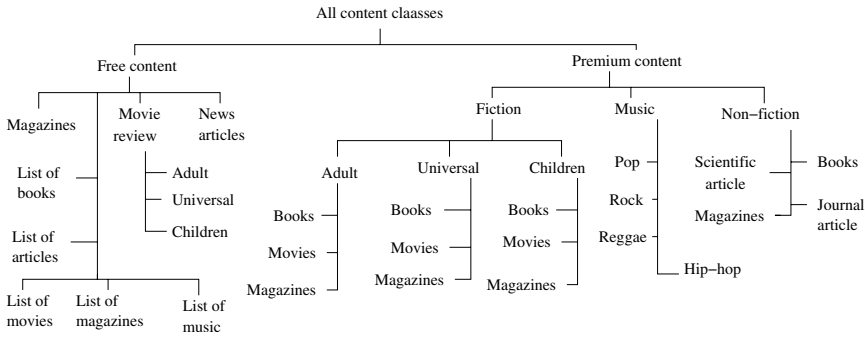 All content claasses
Free content
Premium content
Magazines
Movie
review
News
articles
List of
books
Adult
Universal
Children
List of
articles
List of
movies
List of
magazines
List of
music
Fiction
Music
Non−fiction
Adult
Universal
Children
Books
Movies
Magazines
Books
Movies
Magazines
Books
Movies
Magazines
Pop
Rock
Reggae
Hip−hop
Scientific
article
Books
Magazines
Journal
article